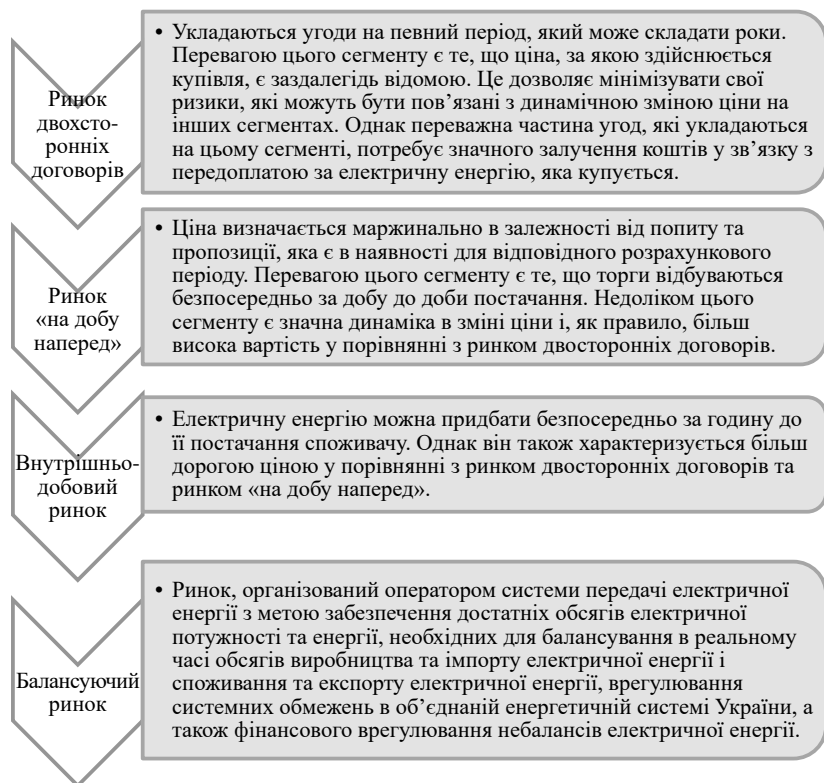 Ринок
двохсто-
ронніх
договорів
• Укладаються угоди на певний період, який може складати роки.
Перевагою цього сегменту є те, що ціна, за якою здійснюється
купівля, є заздалегідь відомою. Це дозволяє мінімізувати свої
ризики, які можуть бути пов’язані з динамічною зміною ціни на
інших сегментах. Однак переважна частина угод, які укладаються
на цьому сегменті, потребує значного залучення коштів у зв’язку з
передоплатою за електричну енергію, яка купується.
Ринок
«на добу
наперед»
• Ціна визначається маржинально в залежності від попиту та
пропозиції, яка є в наявності для відповідного розрахункового
періоду. Перевагою цього сегменту є те, що торги відбуваються
безпосередньо за добу до доби постачання. Недоліком цього
сегменту є значна динаміка в зміні ціни і, як правило, більш
висока вартість у порівнянні з ринком двосторонніх договорів.
Внутрішньо-
добовий
ринок
• Електричну енергію можна придбати безпосередньо за годину до
її постачання споживачу. Однак він також характеризується більш
дорогою ціною у порівнянні з ринком двосторонніх договорів та
ринком «на добу наперед».
Балансуючий
ринок
• Ринок, організований оператором системи передачі електричної
енергії з метою забезпечення достатніх обсягів електричної
потужності та енергії, необхідних для балансування в реальному
часі обсягів виробництва та імпорту електричної енергії і
споживання та експорту електричної енергії, врегулювання
системних обмежень в об’єднаній енергетичній системі України, а
також фінансового врегулювання небалансів електричної енергії.